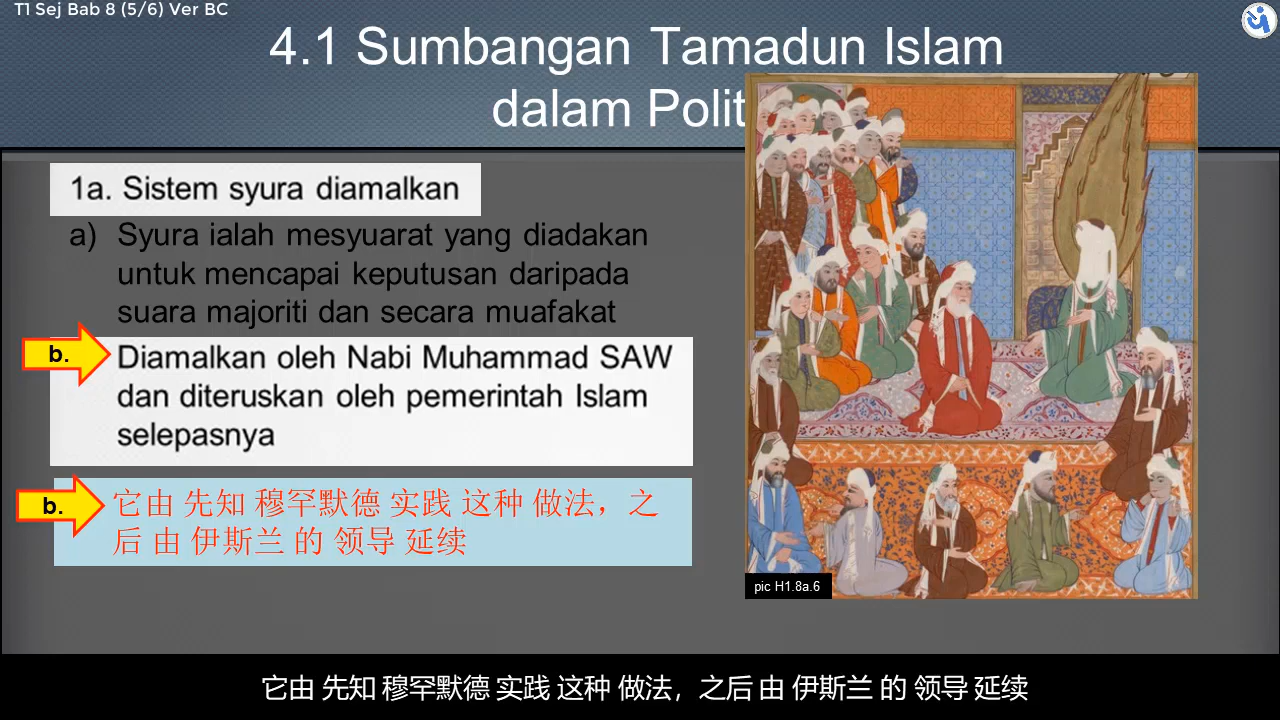 T1 Sej Bab 8 (5/6) Ver BC
4.1 Sumbangan Tamadun Islam
dalam Polit
1a. Sistem syura diamalkan
a) Syura ialah mesyuarat yang diadakan
untuk mencapai keputusan daripada
suara majoriti dan secara muafakat
b. Diamalkan oleh Nabi Muhammad SAW
dan diteruskan oleh pemerintah Islam
selepasnya
b. 它由 先知 穆罕默德 实践 这种 做法，之
后 由 伊斯兰 的 领导 延续
pic H1.8a.6
它由 先知 穆罕默德 实践 这种 做法，之后 由 伊斯兰 的 领导 延续